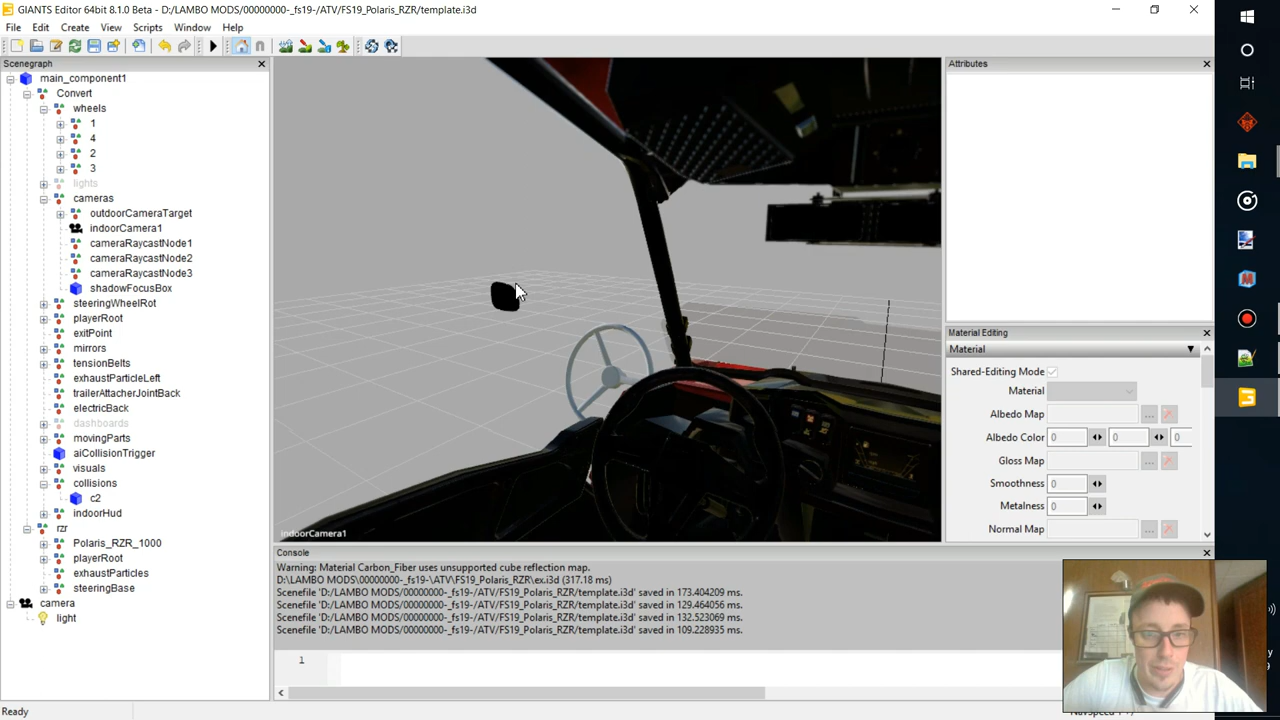 GIANTS Editor 64bit 8.1.0 Beta - D:/LAMBO MODS/00000000-_fs19-/ATV/FS19_Polaris_RZR/template.i3d
File Edit Create View Scripts Window Help
Scenegraph
main_component1
Convert
wheels
1
4
2
3
lights
cameras
outdoorCameraTarget
indoorCamera1
cameraRaycastNode1
cameraRaycastNode2
cameraRaycastNode3
shadowFocusBox
steeringWheelRot
playerRoot
exitPoint
mirrors
tensionBelts
exhaustParticleLeft
trailerAttacherJointBack
electricBack
dashboards
movingParts
aiCollisionTrigger
visuals
collisions
c2
indoorHud
rzr
Polaris_RZR_1000
playerRoot
exhaustParticles
steeringBase
camera
light
Ready
indoorCamera1
Console
Warning: Material Carbon_Fiber uses unsupported cube reflection map.
D:\LAMBO MODS\00000000-_fs19-\ATV\FS19_Polaris_RZR\ex.i3d (317.18 ms)
Scenefile 'D:/LAMBO MODS/00000000-_fs19-/ATV/FS19_Polaris_RZR/template.i3d' saved in 173.404209 ms.
Scenefile 'D:/LAMBO MODS/00000000-_fs19-/ATV/FS19_Polaris_RZR/template.i3d' saved in 129.464056 ms.
Scenefile 'D:/LAMBO MODS/00000000-_fs19-/ATV/FS19_Polaris_RZR/template.i3d' saved in 132.523069 ms.
Scenefile 'D:/LAMBO MODS/00000000-_fs19-/ATV/FS19_Polaris_RZR/template.i3d' saved in 109.228935 ms.
1
Attributes
Material Editing
Material
Shared-Editing Mode
Material
Albedo Map ...
Albedo Color 0 0 0
Gloss Map ...
Smoothness 0
Metalness 0
Normal Map ...